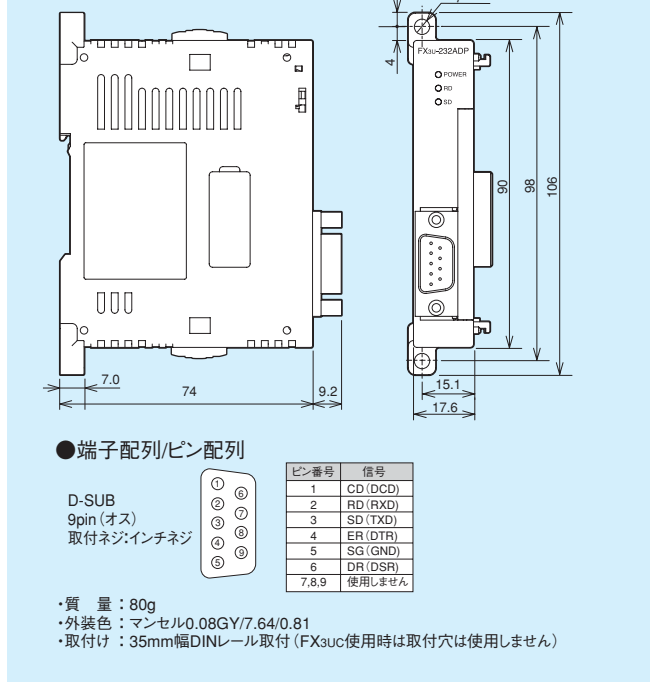 4
FX3U-232ADP
POWER
RD
SD
90
98
106
7.0
74
9.2
15.1
17.6
●端子配列/ピン配列
D-SUB
9pin（オス）
取付ネジ:インチネジ
①
②
③
④
⑤
⑥
⑦
⑧
⑨
ピン番号 信号
1 CD（DCD）
2 RD（RXD）
3 SD（TXD）
4 ER（DTR）
5 SG（GND）
6 DR（DSR）
7,8,9 使用しません
・質　量：80g
・外装色：マンセル0.08GY/7.64/0.81
・取付け：35mm幅DINレール取付（FX3UC使用時は取付穴は使用しません）